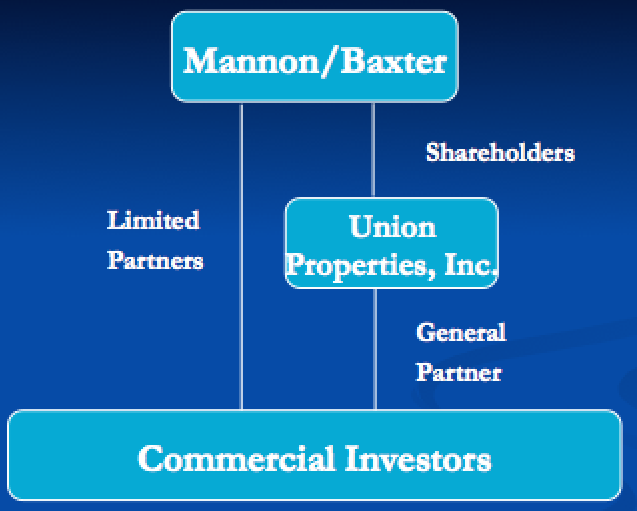 Mannon/Baxter
Shareholders
Limited
Partners
Union
Properties, Inc.
General
Partner
Commercial Investors